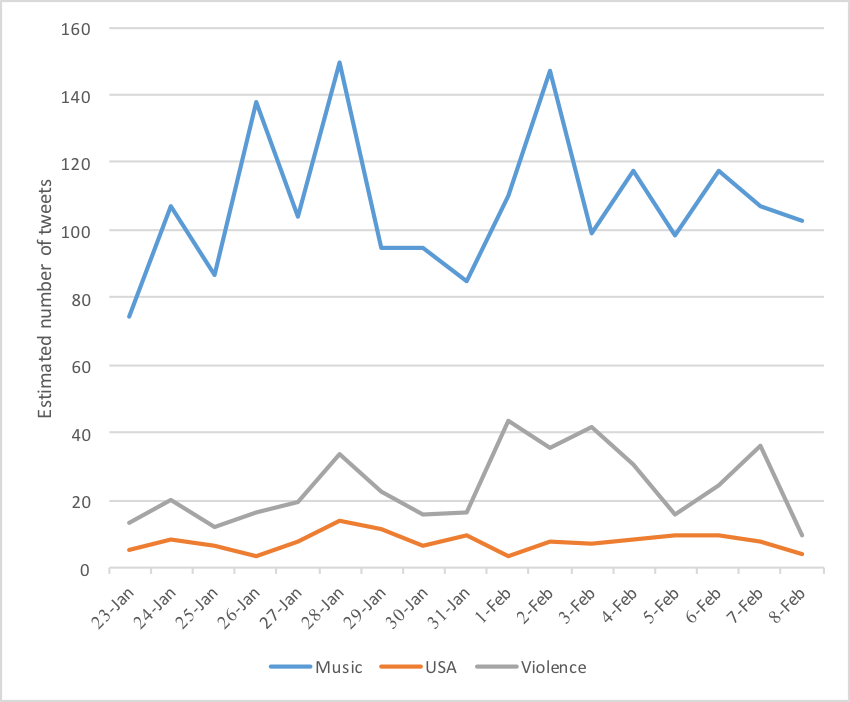 160
140
120
100
80
60
40
20
0
Estimated number of tweets
23-Jan
24-Jan
25-Jan
26-Jan
27-Jan
28-Jan
29-Jan
30-Jan
31-Jan
1-Feb
2-Feb
3-Feb
4-Feb
5-Feb
6-Feb
7-Feb
8-Feb
Music USA Violence